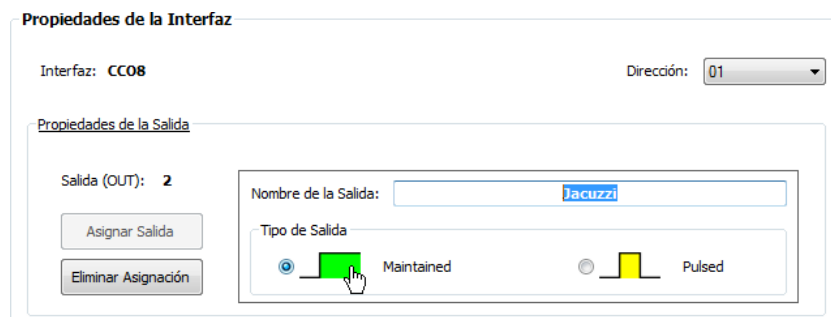 Propiedades de la Interfaz
Interfaz: CCO8
Dirección: 01
Propiedades de la Salida
Salida (OUT): 2
Nombre de la Salida: Jacuzzi
Asignar Salida
Tipo de Salida
Maintained
Pulsed
Eliminar Asignación